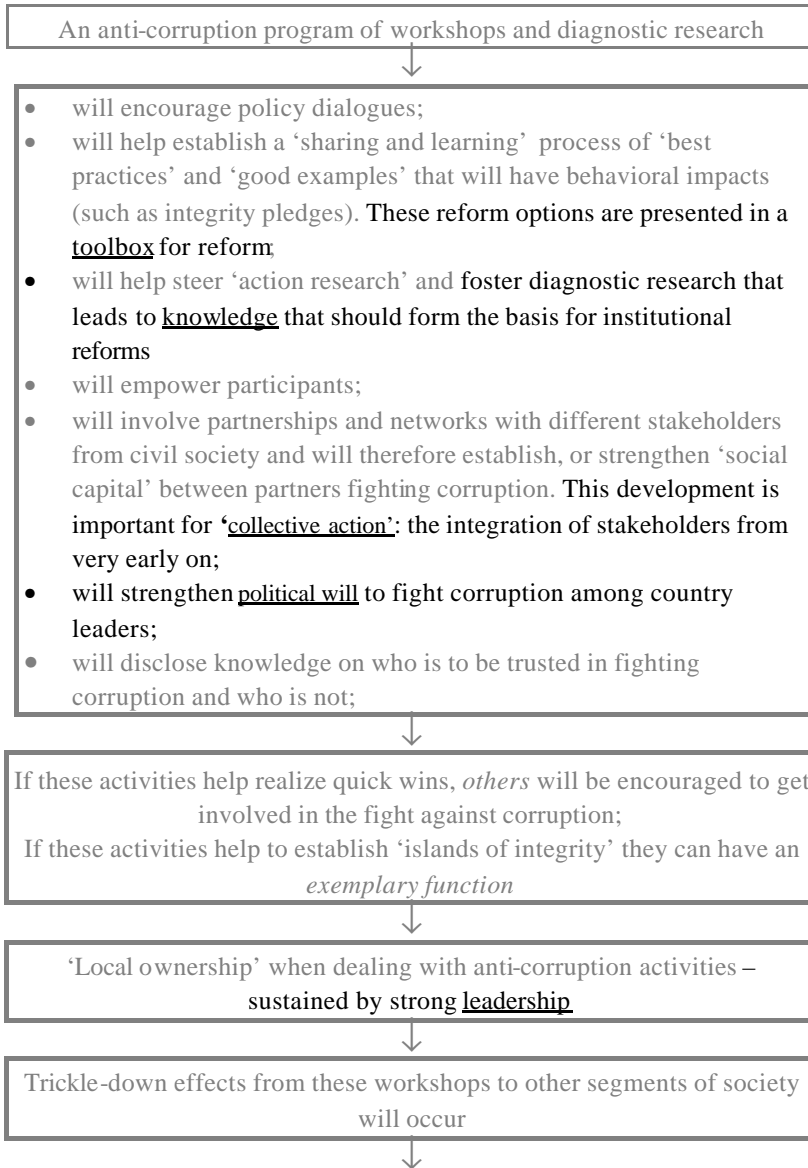 An anti-corruption program of workshops and diagnostic research
• will encourage policy dialogues;
• will help establish a ‘sharing and learning’ process of ‘best
practices’ and ‘good examples’ that will have behavioral impacts
(such as integrity pledges). These reform options are presented in a
toolbox for reform;
• will help steer ‘action research’ and foster diagnostic research that
leads to knowledge that should form the basis for institutional
reforms
• will empower participants;
• will involve partnerships and networks with different stakeholders
from civil society and will therefore establish, or strengthen ‘social
capital’ between partners fighting corruption. This development is
important for ‘collective action’: the integration of stakeholders from
very early on;
• will strengthen political will to fight corruption among country
leaders;
• will disclose knowledge on who is to be trusted in fighting
corruption and who is not;
If these activities help realize quick wins, others will be encouraged to get
involved in the fight against corruption;
If these activities help to establish ‘islands of integrity’ they can have an
exemplary function
‘Local ownership’ when dealing with anti-corruption activities –
sustained by strong leadership
Trickle-down effects from these workshops to other segments of society
will occur